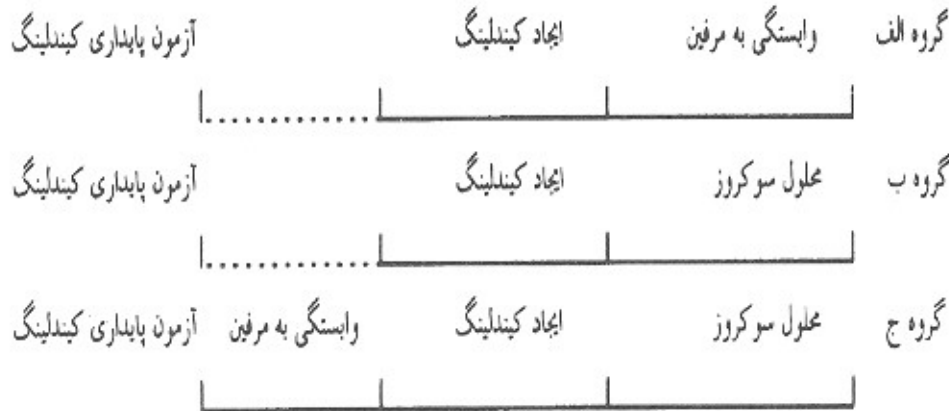 گروه الف وابستگی به مرفین ایجاد کیندلینگ آزمون پایداری کیندلینگ
گروه ب محلول سوکروز ایجاد کیندلینگ آزمون پایداری کیندلینگ
گروه ج محلول سوکروز ایجاد کیندلینگ وابستگی به مرفین آزمون پایداری کیندلینگ